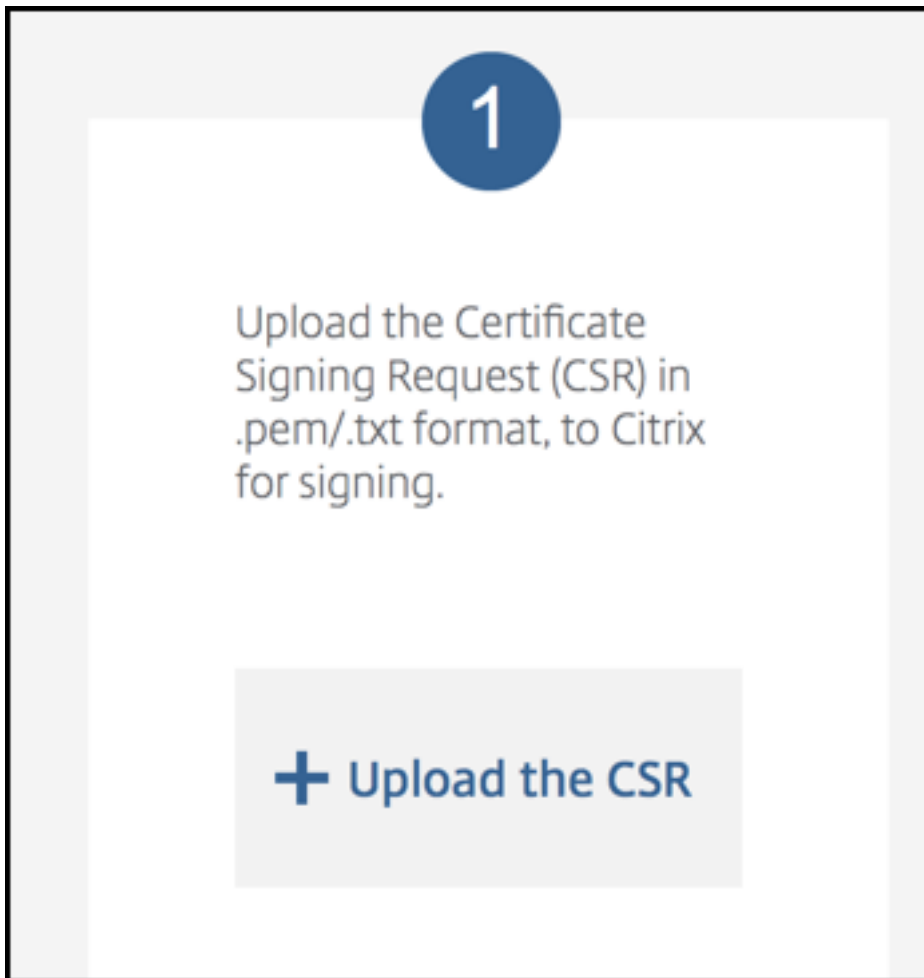 1
Upload the Certificate
Signing Request (CSR) in
.pem/.txt format, to Citrix
for signing.
+ Upload the CSR